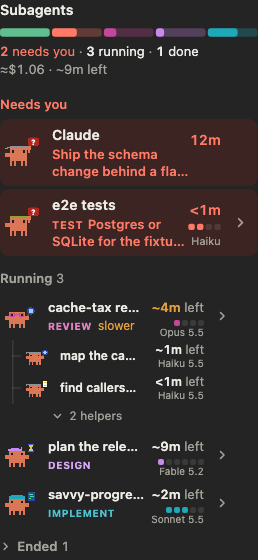 Subagents
2 needs you · 3 running · 1 done
≈$1.06 · ~9m left
Needs you
Claude
12m
Ship the schema
change behind a fla...
e2e tests
<1m
TEST Postgres or
SQLite for the fixtu...
Haiku
Running 3
cache-tax re...
~4m left
REVIEW slower
Opus 5.5
map the ca...
~1m left
Haiku 5.5
find callers...
<1m left
Haiku 5.5
2 helpers
plan the rele...
~9m left
DESIGN
Fable 5.2
savvy-progre...
~2m left
IMPLEMENT
Sonnet 5.5
Ended 1